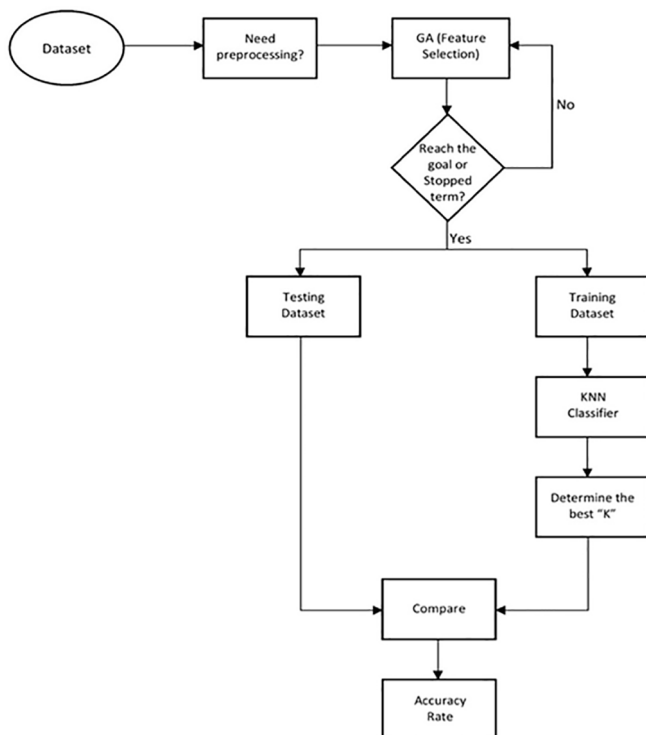 Dataset
Need
preprocessing?
GA (Feature
Selection)
No
Reach the
goal or
Stopped
term?
Yes
Testing
Dataset
Training
Dataset
KNN
Classifier
Determine the
best “K”
Compare
Accuracy
Rate